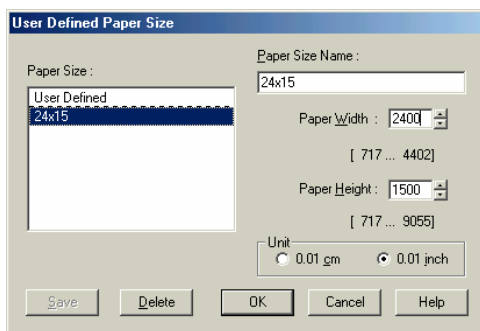 User Defined Paper Size
Paper Size :
User Defined
24x15
Paper Size Name :
24x15
Paper Width : 2400
[ 717 ... 4402]
Paper Height : 1500
[ 717 ... 9055]
Unit
0.01 cm 0.01 inch
Save Delete OK Cancel Help